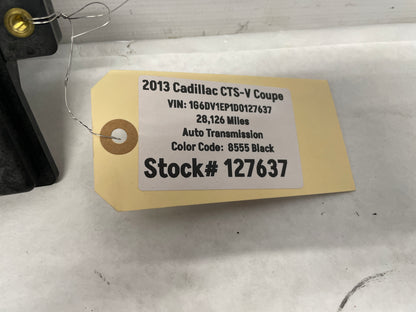 2013 Cadillac CTS-V Coupe
VIN: 1G6DV1EP1D0127637
28,126 Miles
Auto Transmission
Color Code: 8555 Black
Stock# 127637